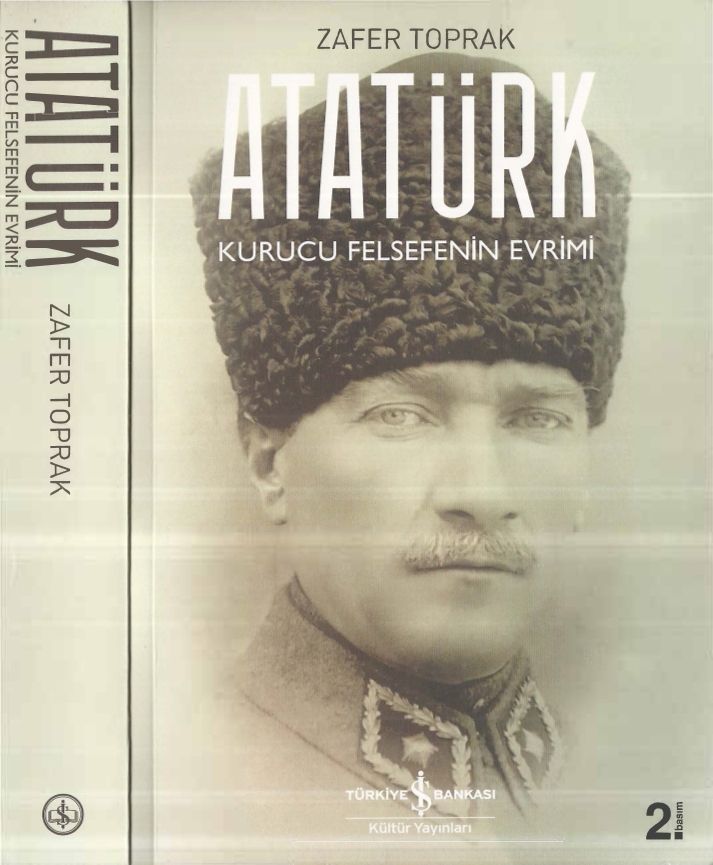 ATATÜRK
KURUCU FELSEFENİN EVRİMİ
ZAFER TOPRAK
ZAFER TOPRAK
ATATÜRK
KURUCU FELSEFENİN EVRİMİ
TÜRKİYE İŞ BANKASI
Kültür Yayınları
2.basım